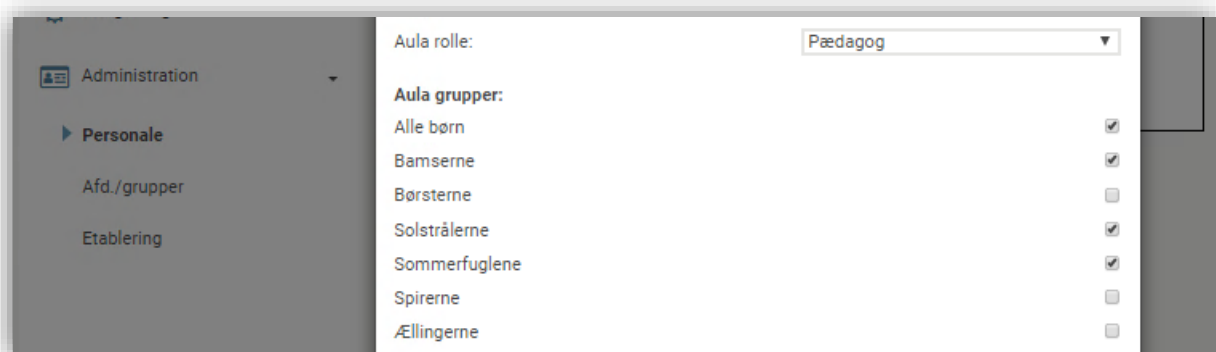 Administration
Personale
Afd./grupper
Etablering
Aula rolle:
Pædagog
Aula grupper:
Alle børn
Bamserne
Børsterne
Solstrålerne
Sommerfuglene
Spirerne
Ællingerne